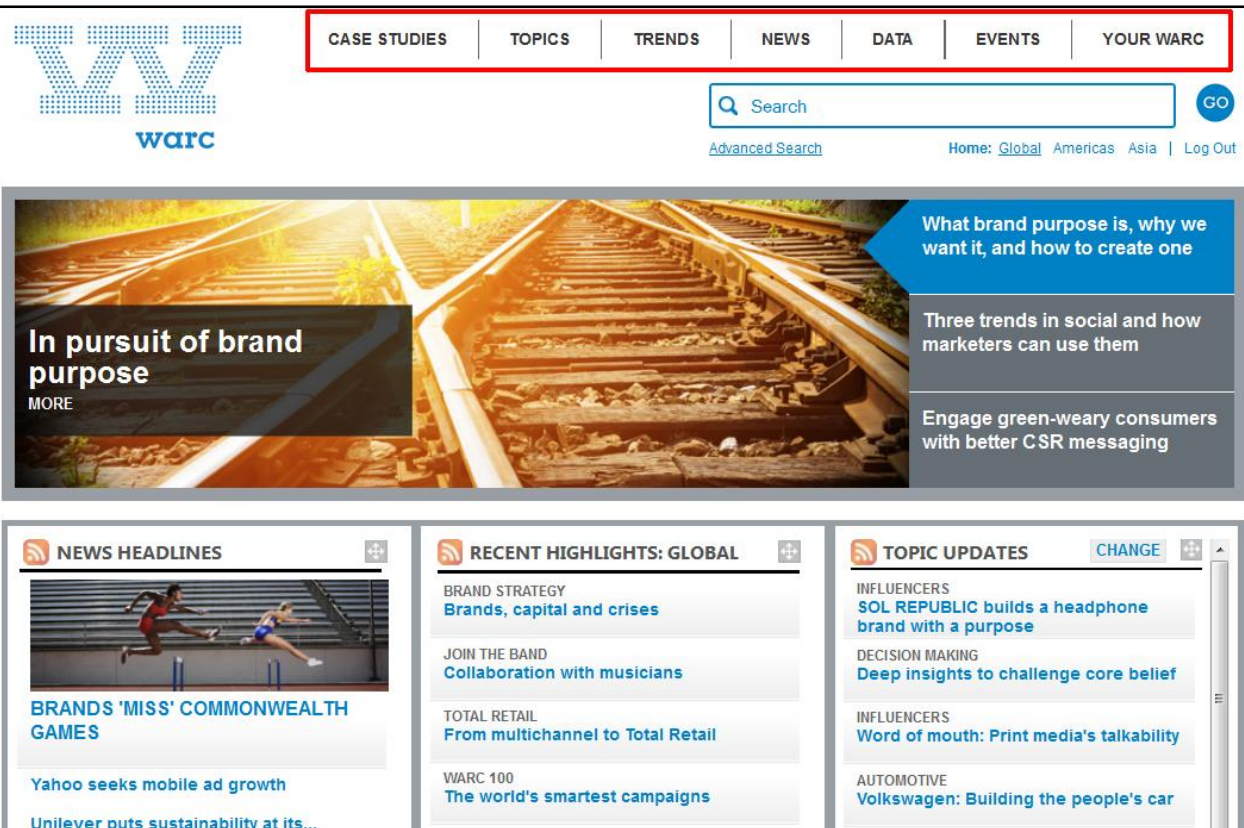 CASE STUDIES
TOPICS
TRENDS
NEWS
DATA
EVENTS
YOUR WARC
warc
Search
GO
Advanced Search
Home: Global Americas Asia | Log Out
In pursuit of brand
purpose
MORE
What brand purpose is, why we
want it, and how to create one
Three trends in social and how
marketers can use them
Engage green-weary consumers
with better CSR messaging
NEWS HEADLINES
BRANDS 'MISS' COMMONWEALTH
GAMES
Yahoo seeks mobile ad growth
Unilever puts sustainability at its...
RECENT HIGHLIGHTS: GLOBAL
BRAND STRATEGY
Brands, capital and crises
JOIN THE BAND
Collaboration with musicians
TOTAL RETAIL
From multichannel to Total Retail
WARC 100
The world's smartest campaigns
TOPIC UPDATES
CHANGE
INFLUENCERS
SOL REPUBLIC builds a headphone
brand with a purpose
DECISION MAKING
Deep insights to challenge core belief
INFLUENCERS
Word of mouth: Print media's talkability
AUTOMOTIVE
Volkswagen: Building the people's car